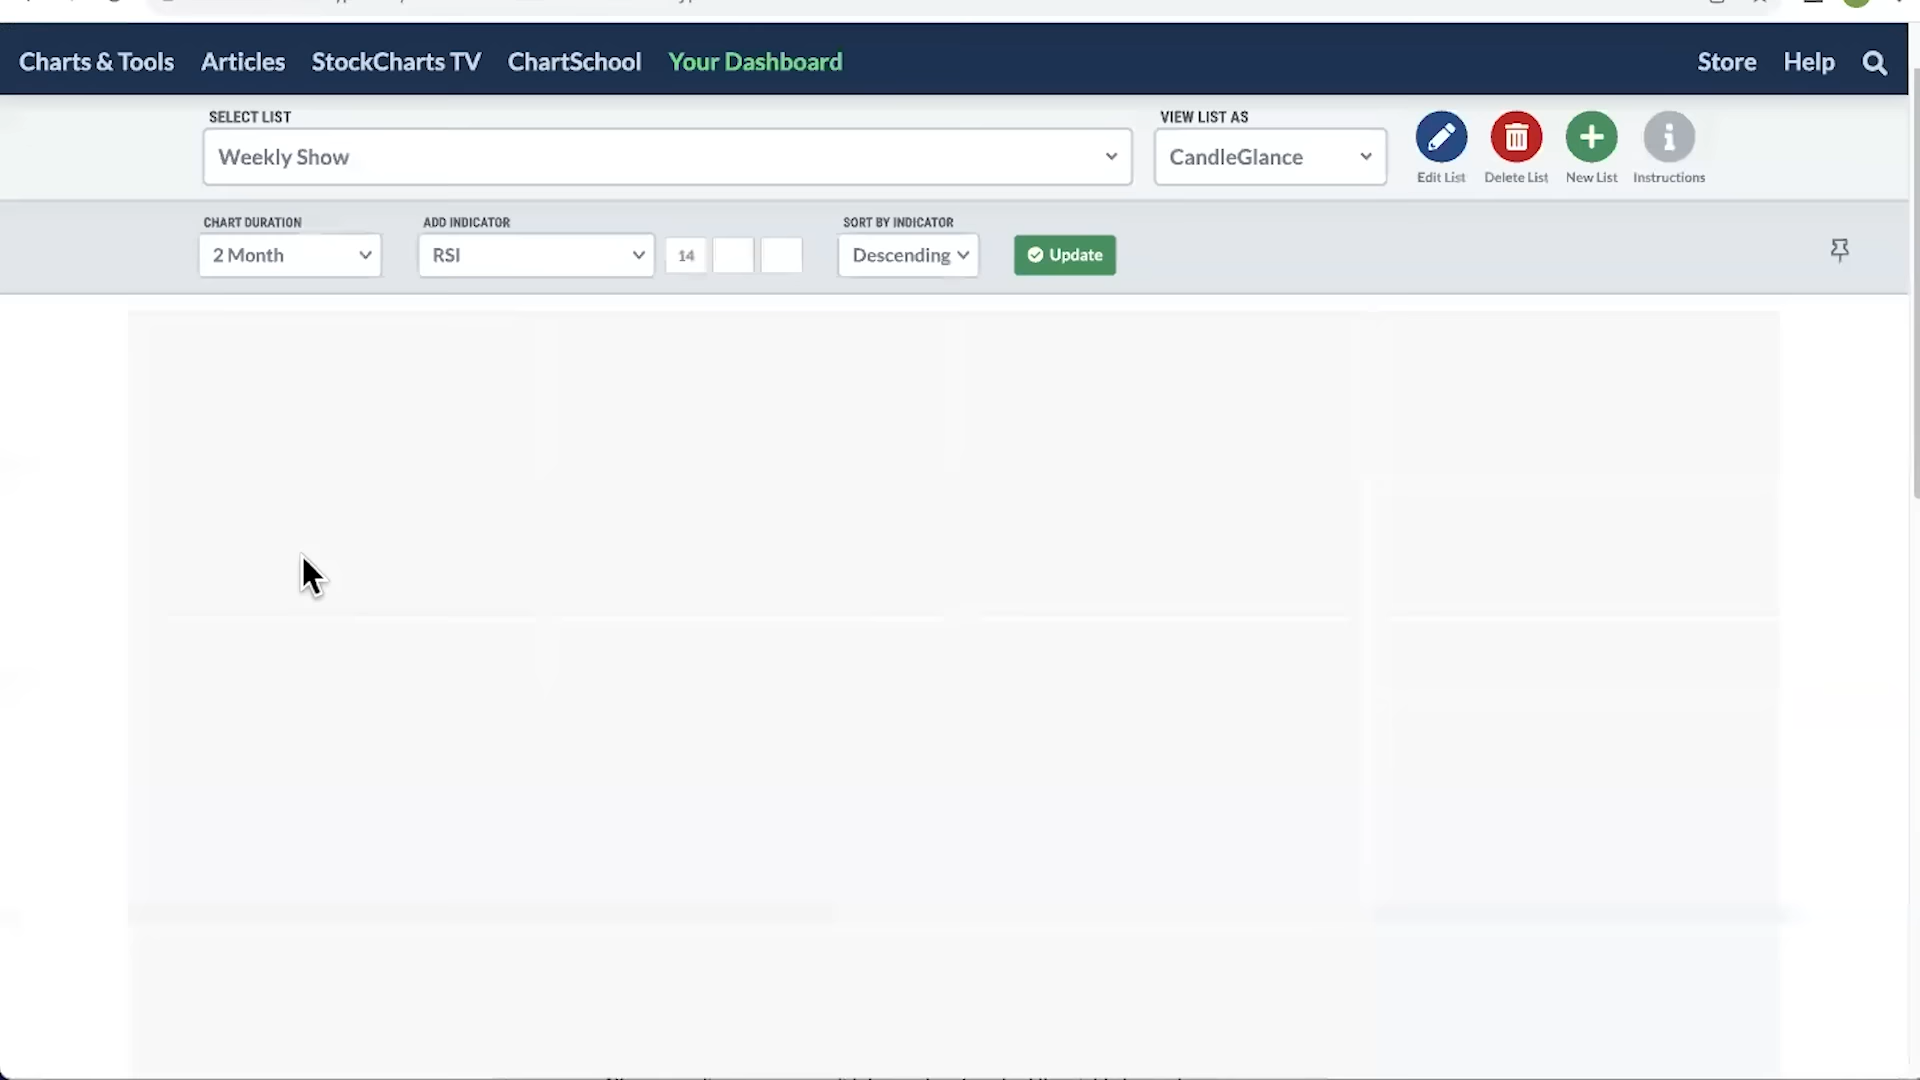 Charts & Tools Articles StockCharts TV ChartSchool Your Dashboard Store Help
SELECT LIST VIEW LIST AS
Weekly Show CandleGlance
Edit List Delete List New List Instructions
CHART DURATION ADD INDICATOR SORT BY INDICATOR
2 Month RSI 14 Descending Update